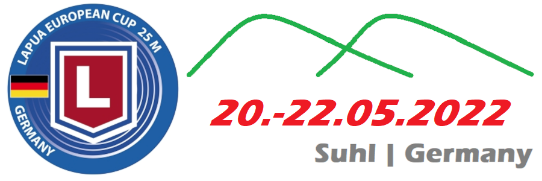 LAPUA EUROPEAN CUP 25 M
L
GERMANY
20.-22.05.2022
Suhl | Germany